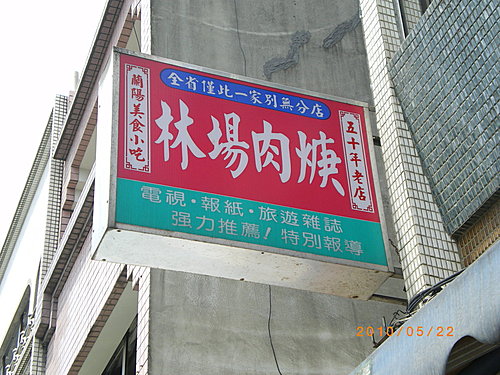 全省僅此一家別無分店
蘭陽美食小吃
林場肉焿
五十年老店
電視・報紙・旅遊雜誌
强力推薦！特別報導
2010/05/22